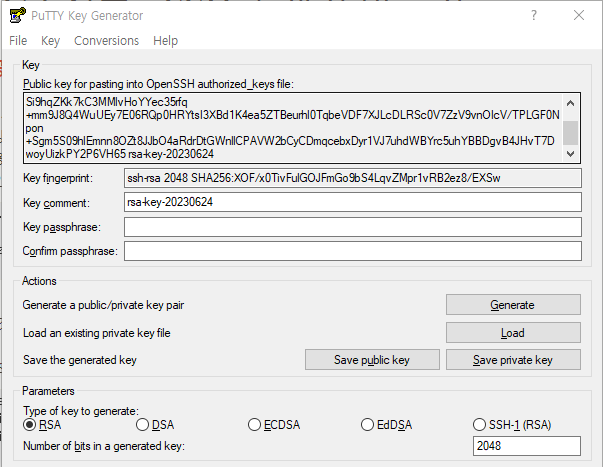 PuTTY Key Generator
?
File Key Conversions Help
Key
Public key for pasting into OpenSSH authorized_keys file:
Si9hqZKk7kC3MMlvHoYYec35rfq
+mm9J8Q4WuUEy7E06RQp0HRYtsI3XBd1K4ea5ZTBeurhl0TqbeVDF7XJLcDLRSc0V7ZzV9vnOlcV/TPLGF0N
pon
+Sgm5S09hlEmnn8OZt8JJbO4aRdrDtGWnIlCPAVW2bCyCDmqcebxDyr1VJ7uhdWBYrc5uhYBBDgvB4JHvT7D
woyUizkPY2P6VH65 rsa-key-20230624
Key fingerprint: ssh-rsa 2048 SHA256:XOF/x0TivFulGOJFmGo9bS4LqvZMpr1vRB2ez8/EXSw
Key comment: rsa-key-20230624
Key passphrase:
Confirm passphrase:
Actions
Generate a public/private key pair Generate
Load an existing private key file Load
Save the generated key Save public key Save private key
Parameters
Type of key to generate:
RSA DSA ECDSA EdDSA SSH-1 (RSA)
Number of bits in a generated key: 2048